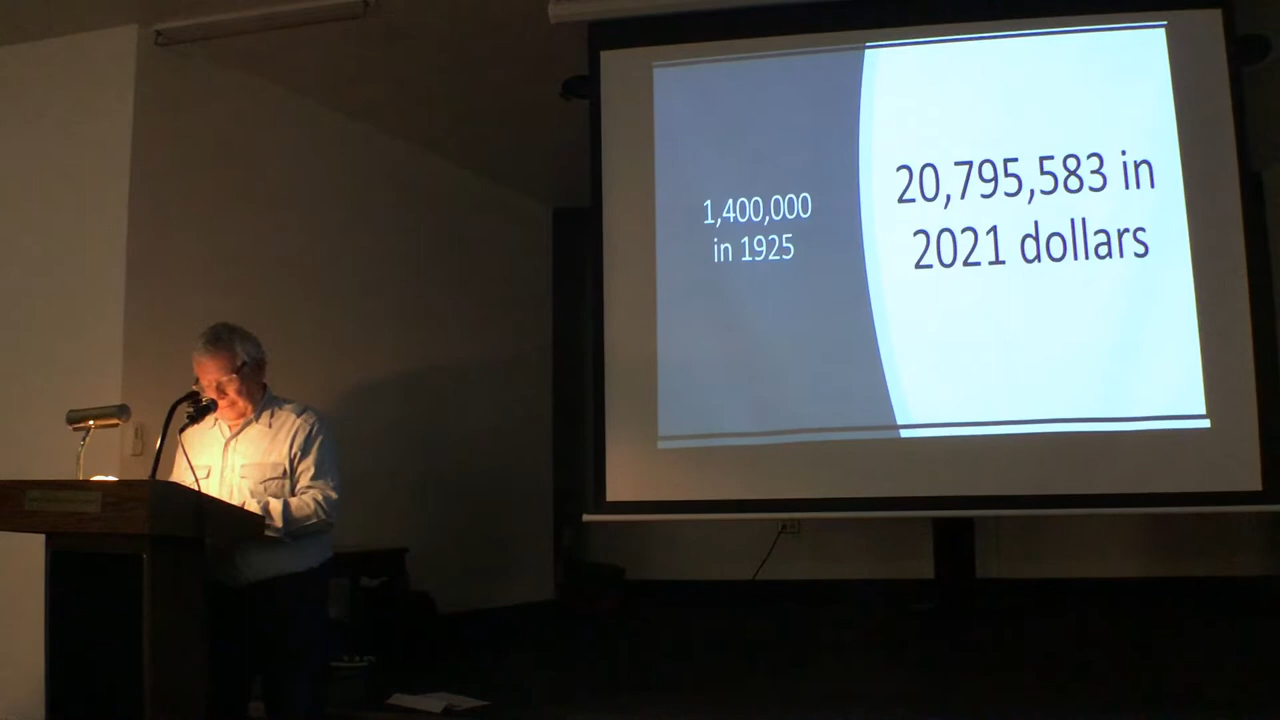 1,400,000
in 1925
20,795,583 in
2021 dollars